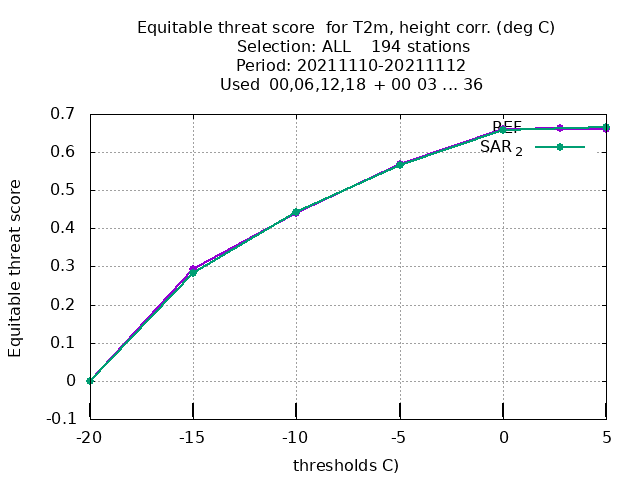 Equitable threat score for T2m, height corr. (deg C)
Selection: ALL 194 stations
Period: 20211110-20211112
Used 00,06,12,18 + 00 03 ... 36
0.7
REF
0.6
SAR 2
0.5
0.4
0.3
0.2
0.1
0
-0.1
Equitable threat score
-20 -15 -10 -5 0 5
thresholds C)